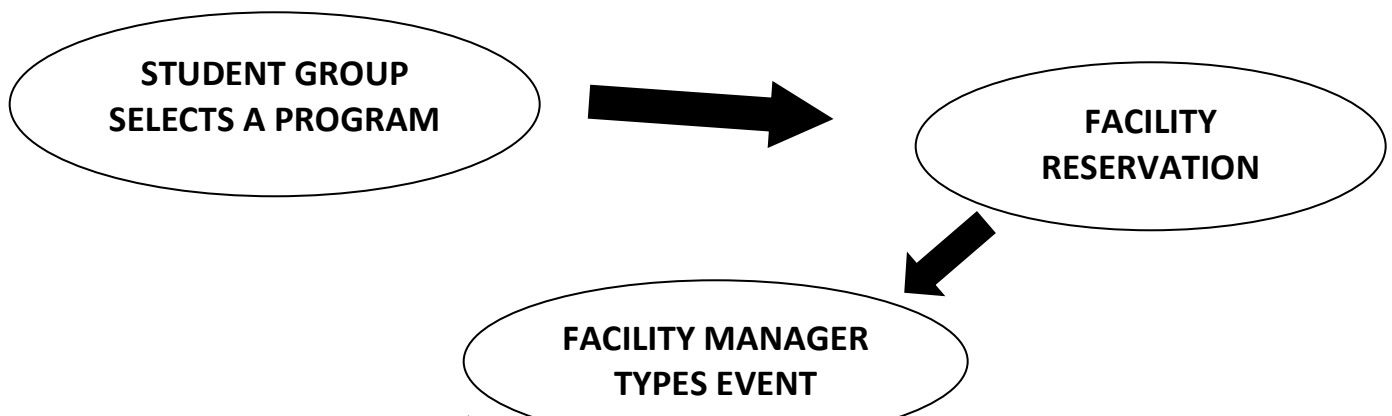 STUDENT GROUP
SELECTS A PROGRAM
FACILITY
RESERVATION
FACILITY MANAGER
TYPES EVENT